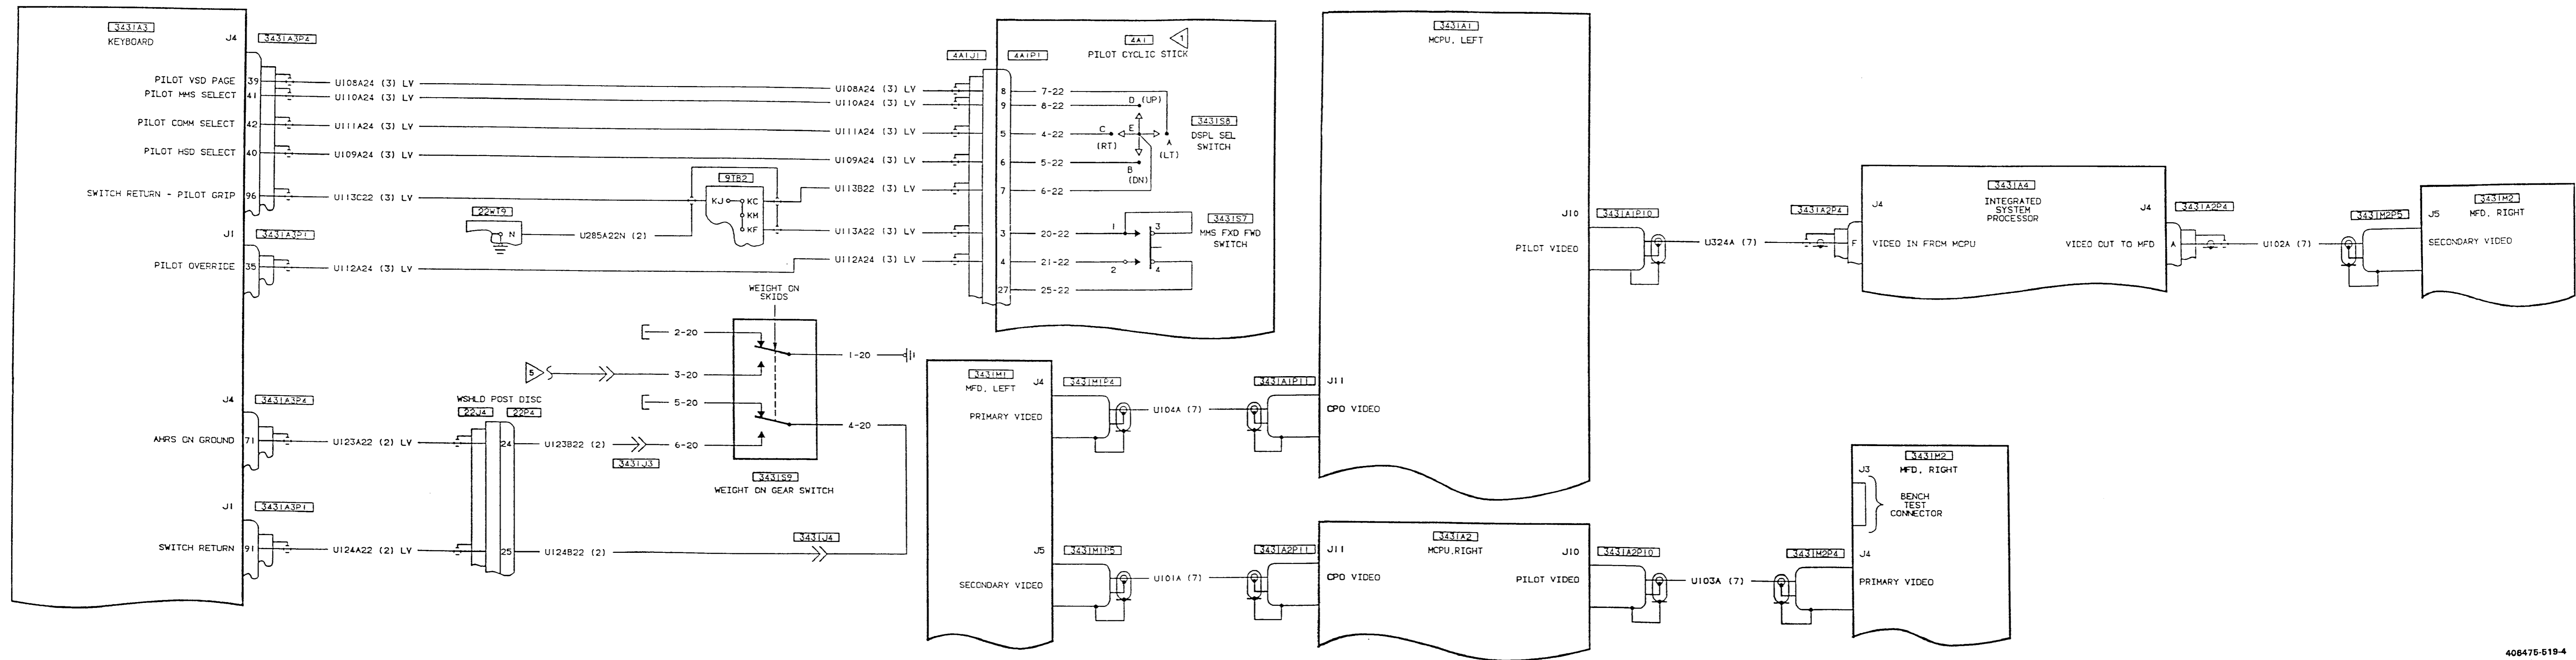 3431A3
KEYBOARD
J4 3431A3P4
PILOT VSD PAGE 39 U108A24 (3) LV
PILOT MMS SELECT 41 U110A24 (3) LV
PILOT COMM SELECT 42 U111A24 (3) LV
PILOT HSD SELECT 40 U109A24 (3) LV
SWITCH RETURN - PILOT GRIP 96 U113C22 (3) LV
J1 3431A3P1
PILOT OVERRIDE 35 U112A24 (3) LV
J4 3431A3P4
AHRS ON GROUND 71 U123A22 (2) LV
J1 3431A3P1
SWITCH RETURN 91 U124A22 (2) LV
22WT9
N U285A22N (2)
9TB2
KJ KC
KM
KF
4A1J1 4A1P1
4A1 1
PILOT CYCLIC STICK
U108A24 (3) LV 8 7-22
U110A24 (3) LV 9 8-22
U111A24 (3) LV 5 4-22
U109A24 (3) LV 6 5-22
U113B22 (3) LV 7 6-22
U113A22 (3) LV 3 20-22
U112A24 (3) LV 4 21-22
27 25-22
D (UP)
C E
(RT)
A
(LT)
B
(DN)
3431S8
DSPL SEL
SWITCH
1 3
2 4
3431S7
MMS FXD FWD
SWITCH
WEIGHT ON
SKIDS
2-20
1-20
5
3-20
5-20
4-20
6-20
WSHLD POST DISC
22J4 22P4
24 U123B22 (2)
3431J3
25 U124B22 (2)
3431J4
3431S9
WEIGHT ON GEAR SWITCH
3431M1
MFD, LEFT
J4 3431M1P4
PRIMARY VIDEO
U104A (7)
3431A1P11
J5 3431M1P5
SECONDARY VIDEO
U101A (7)
3431A2P11
3431A1
MCPU, LEFT
J10 3431A1P10
PILOT VIDEO
U324A (7)
J11
CPO VIDEO
3431A2
MCPU,RIGHT
J11
CPO VIDEO
J10 3431A2P10
PILOT VIDEO
U103A (7)
3431A2P4
J4
F VIDEO IN FROM MCPU
3431A4
INTEGRATED
SYSTEM
PROCESSOR
J4 3431A2P4
VIDEO OUT TO MFD A
U102A (7)
3431M2P5
3431M2
J5 MFD, RIGHT
SECONDARY VIDEO
3431M2
J3 MFD, RIGHT
BENCH
TEST
CONNECTOR
3431M2P4 J4
PRIMARY VIDEO
406475-519-4